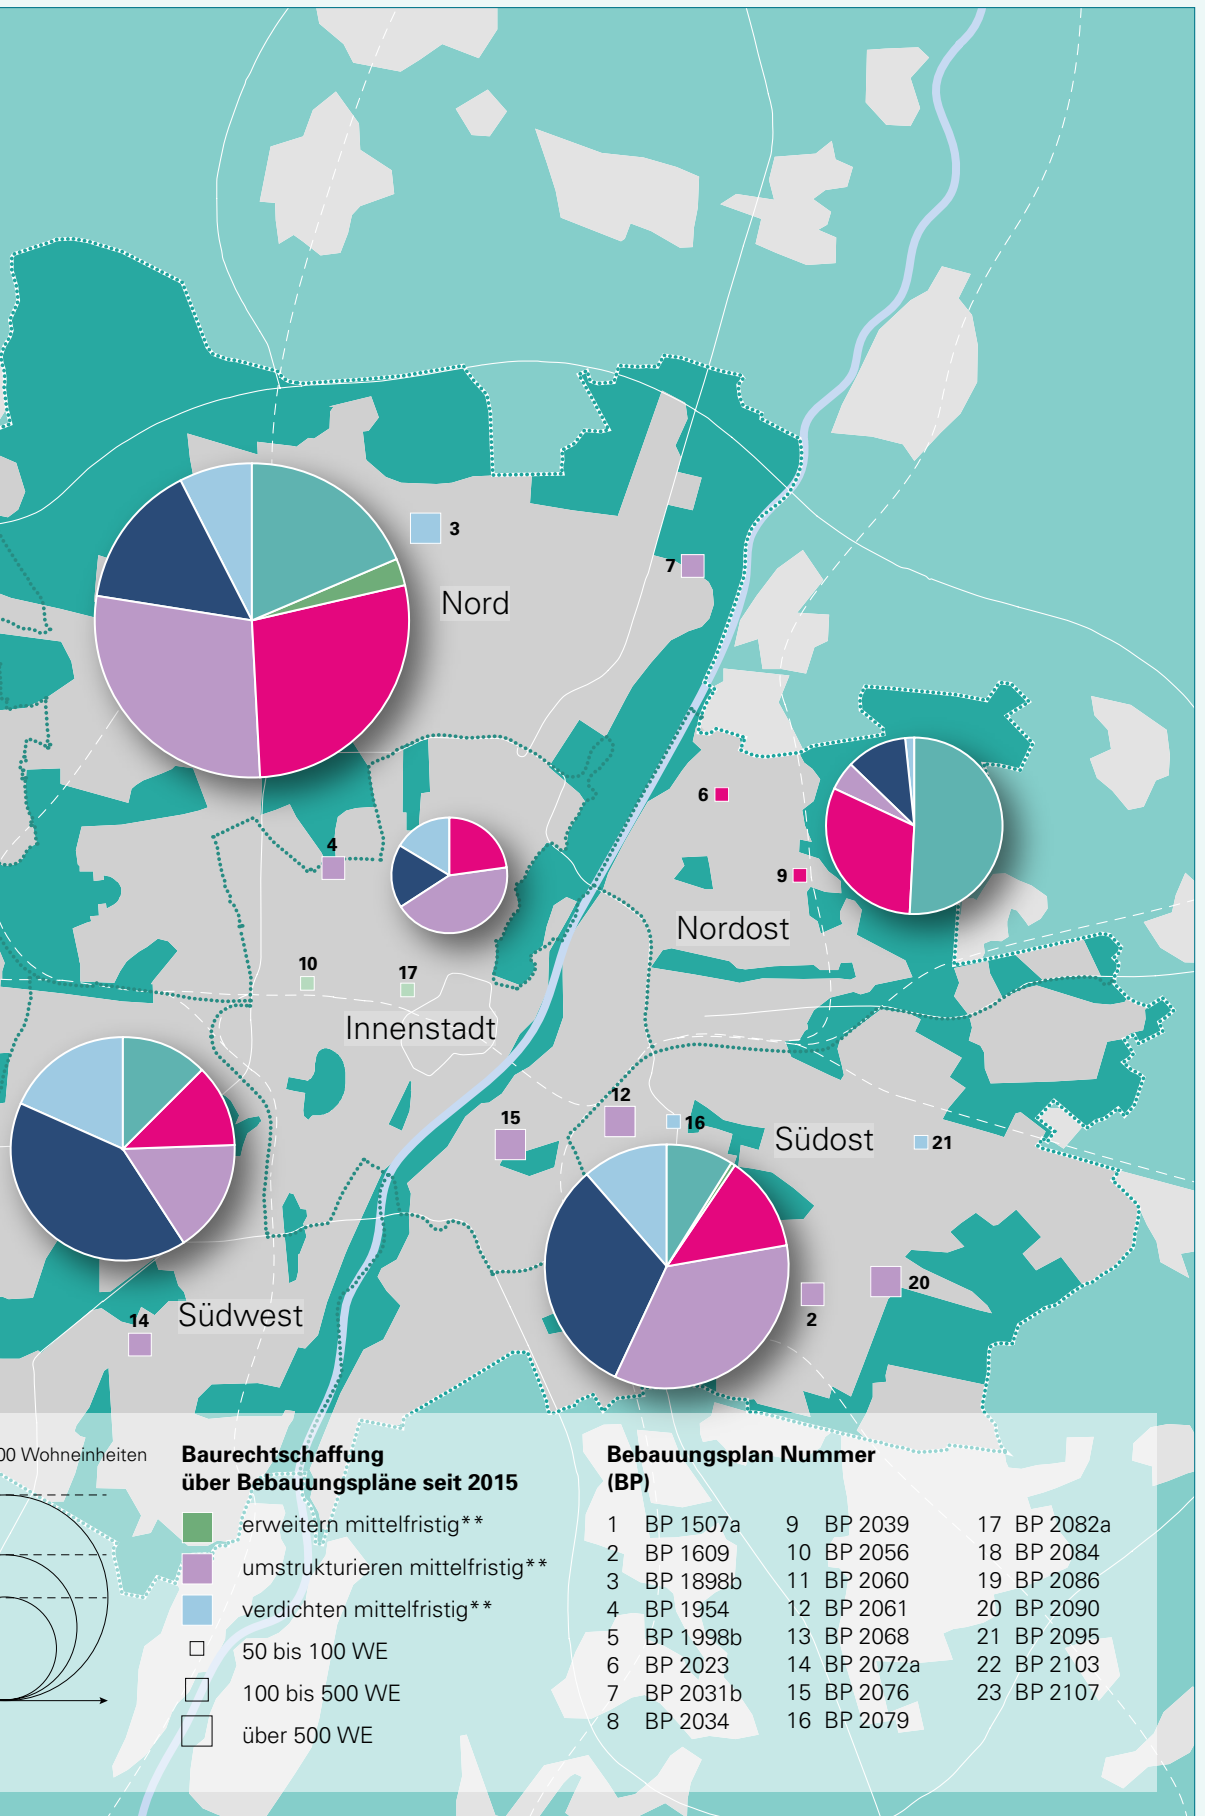 3
Nord
7
6
4
9
Nordost
10
17
Innenstadt
12
15
16
Südost
21
20
2
Südwest
14
00 Wohneinheiten
Baurechtschaffung
über Bebauungspläne seit 2015
erweitern mittelfristig**
umstrukturieren mittelfristig**
verdichten mittelfristig**
50 bis 100 WE
100 bis 500 WE
über 500 WE
Bebauungsplan Nummer
(BP)
1 BP 1507a
2 BP 1609
3 BP 1898b
4 BP 1954
5 BP 1998b
6 BP 2023
7 BP 2031b
8 BP 2034
9 BP 2039
10 BP 2056
11 BP 2060
12 BP 2061
13 BP 2068
14 BP 2072a
15 BP 2076
16 BP 2079
17 BP 2082a
18 BP 2084
19 BP 2086
20 BP 2090
21 BP 2095
22 BP 2103
23 BP 2107